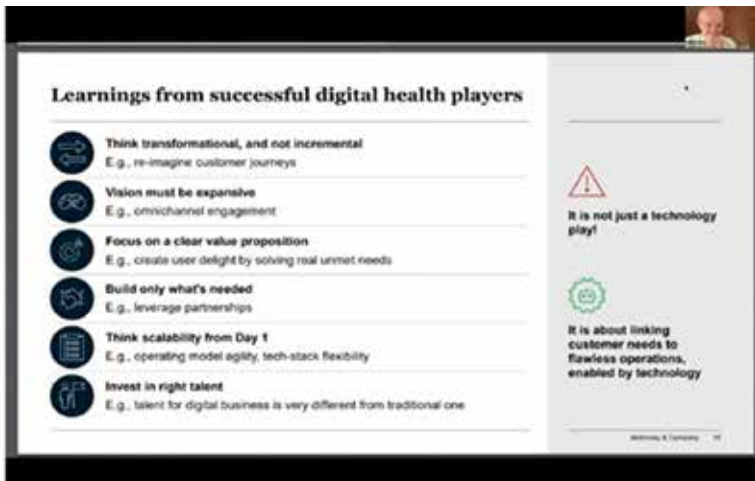 Learnings from successful digital health players
Think transformational, and not incremental
E.g., re-imagine customer journeys
Vision must be expansive
E.g., omnichannel engagement
Focus on a clear value proposition
E.g., create user delight by solving real unmet needs
Build only what's needed
E.g., leverage partnerships
Think scalability from Day 1
E.g., operating model agility, tech-stack flexibility
Invest in right talent
E.g., talent for digital business is very different from traditional one
It is not just a technology
play!
It is about linking
customer needs to
flawless operations,
enabled by technology
McKinsey & Company